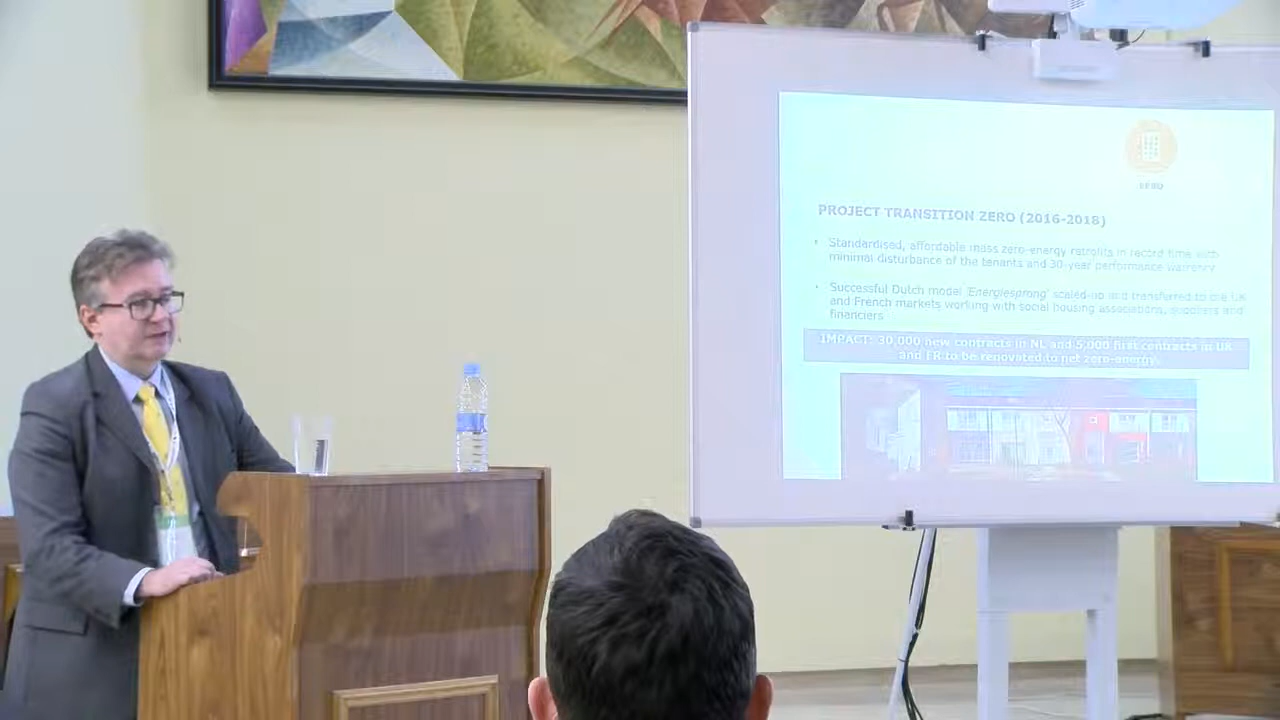 PROJECT TRANSITION ZERO (2016-2018)
• Standardised, affordable mass zero-energy retrofits in record time with
minimal disturbance of the tenants and 30-year performance warranty
• Successful Dutch model 'Energiesprong' scaled-up and transferred to the UK
and French markets working with social housing associations, suppliers and
financiers
IMPACT: 30,000 new contracts in NL and 5,000 first contracts in UK
and FR to be renovated to net zero-energy.